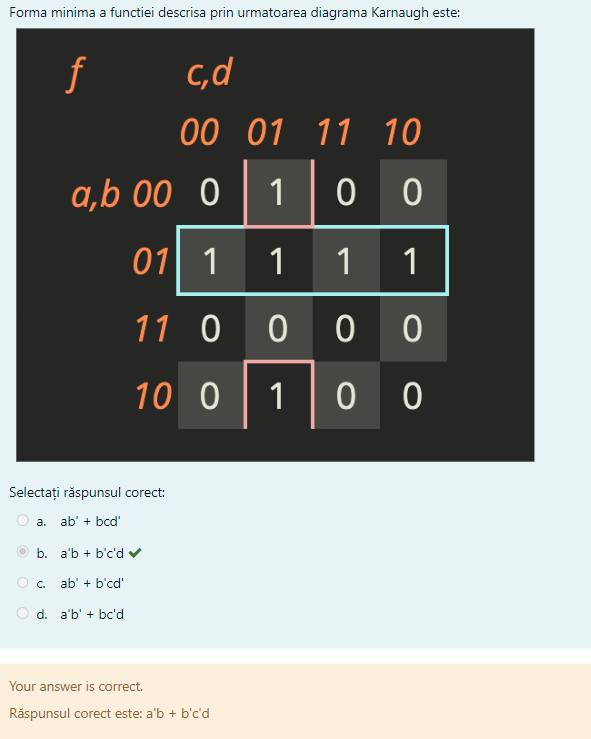 Forma minima a functiei descrisa prin urmatoarea diagrama Karnaugh este:
f c,d
00 01 11 10
a,b 00 0 1 0 0
01 1 1 1 1
11 0 0 0 0
10 0 1 0 0
Selectați răspunsul corect:
a. ab' + bcd'
b. a'b + b'c'd
c. ab' + b'cd'
d. a'b' + bc'd
Your answer is correct.
Răspunsul corect este: a'b + b'c'd